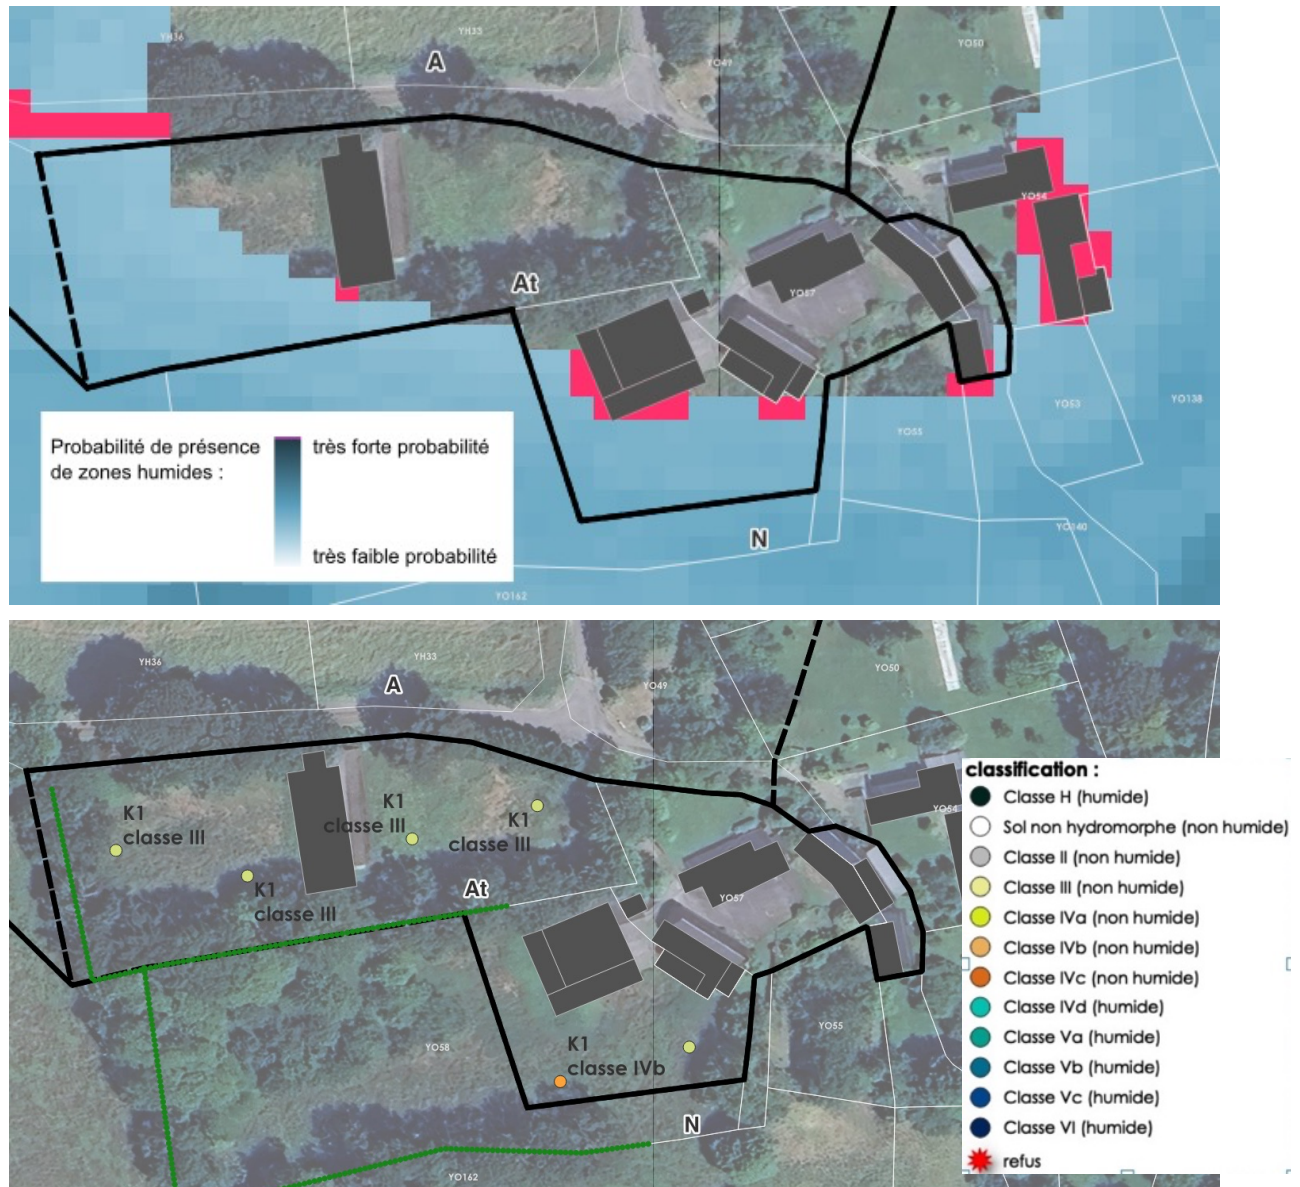 YH36
YH33
A
YO49
YO50
YO54
At
YO57
YO53
YO138
YO55
YO140
N
YO162
Probabilité de présence
de zones humides :
très forte probabilité
très faible probabilité
YH36
YH33
A
YO49
YO50
YO54
K1
classe III
K1
classe III
K1
classe III
K1
classe III
At
YO57
YO55
YO58
K1
classe IVb
N
YO162
classification :
Classe H (humide)
Sol non hydromorphe (non humide)
Classe II (non humide)
Classe III (non humide)
Classe IVa (non humide)
Classe IVb (non humide)
Classe IVc (non humide)
Classe IVd (humide)
Classe Va (humide)
Classe Vb (humide)
Classe Vc (humide)
Classe VI (humide)
refus